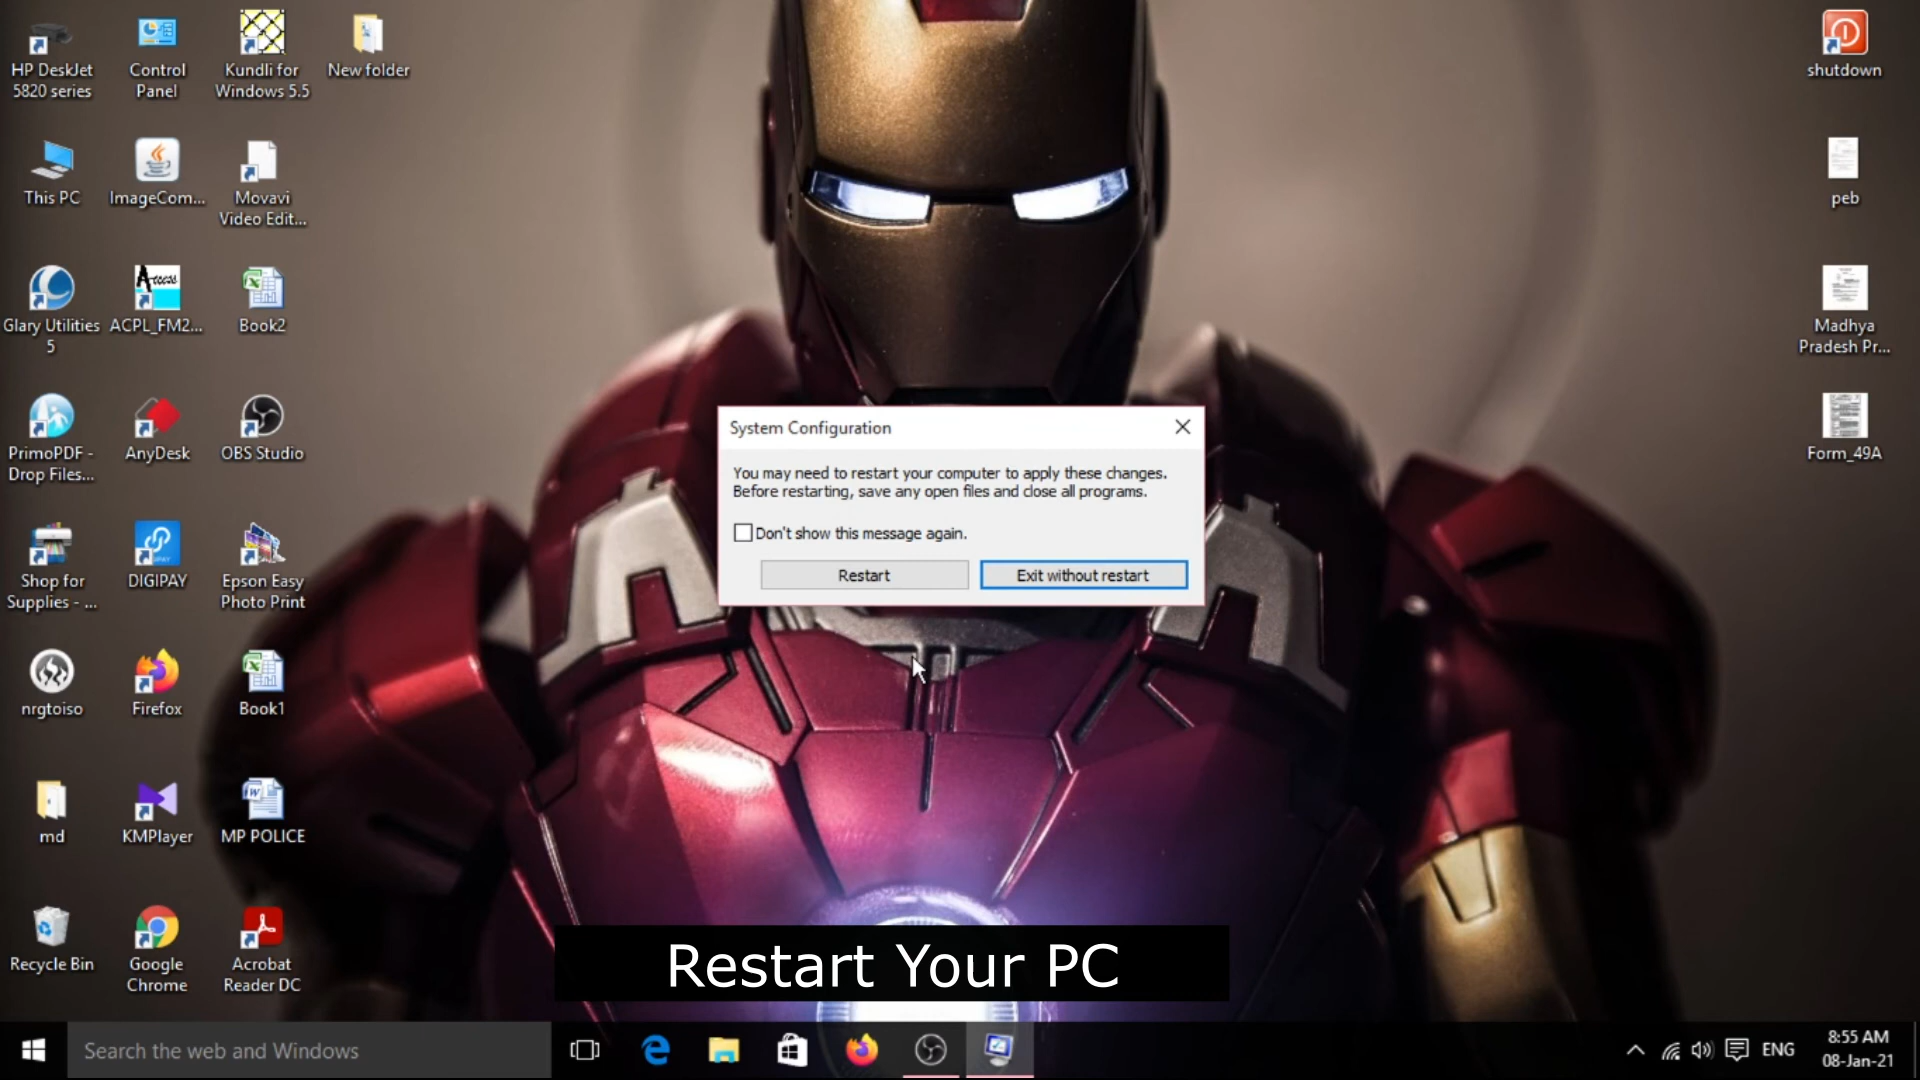 HP DeskJet
5820 series
Control
Panel
Kundli for
Windows 5.5
New folder
shutdown
This PC
ImageCom...
Movavi
Video Edit...
peb
Glary Utilities
5
ACPL_FM2...
Book2
Madhya
Pradesh Pr...
PrimoPDF -
Drop Files...
AnyDesk
OBS Studio
Form_49A
System Configuration
You may need to restart your computer to apply these changes.
Before restarting, save any open files and close all programs.
Don't show this message again.
Restart
Exit without restart
Shop for
Supplies - ...
DIGIPAY
Epson Easy
Photo Print
nrgtoiso
Firefox
Book1
md
KMPlayer
MP POLICE
Recycle Bin
Google
Chrome
Acrobat
Reader DC
Restart Your PC
Search the web and Windows
ENG
8:55 AM
08-Jan-21